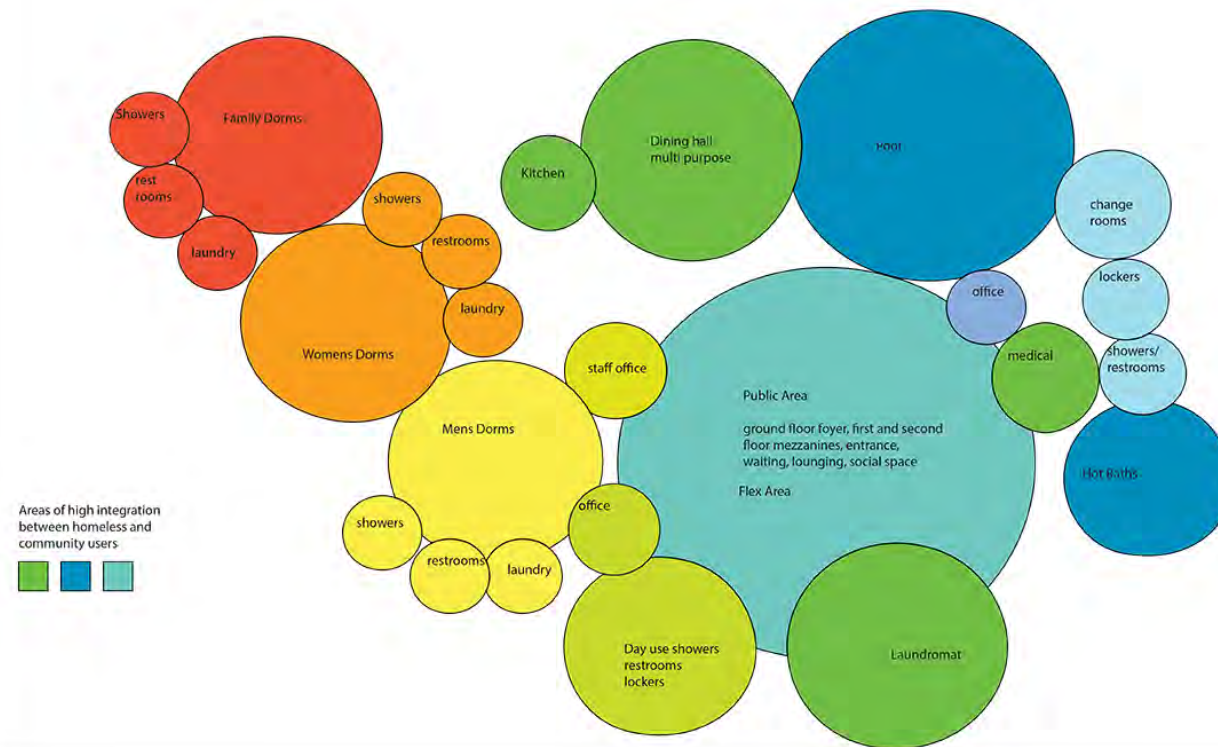 Showers
Family Dorms
rest
rooms
laundry
showers
restrooms
laundry
Womens Dorms
Kitchen
Dining hall
multi purpose
Pool
change
rooms
lockers
office
medical
showers/
restrooms
Hot Baths
staff office
Mens Dorms
Public Area
ground floor foyer, first and second
floor mezzanines, entrance,
waiting, lounging, social space
Flex Area
office
showers
restrooms
laundry
Day use showers
restrooms
lockers
Laundromat
Areas of high integration
between homeless and
community users